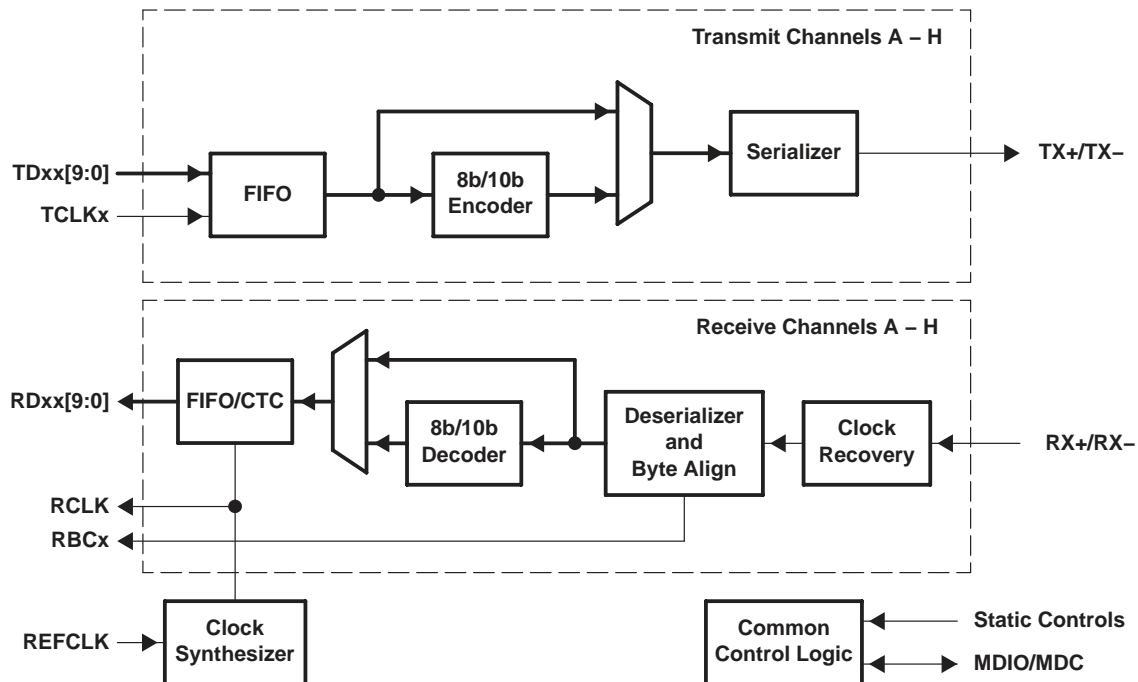 Transmit Channels A – H
TDxx[9:0]
TCLKx
FIFO
8b/10b
Encoder
Serializer
TX+/TX–
Receive Channels A – H
RDxx[9:0]
FIFO/CTC
8b/10b
Decoder
Deserializer
and
Byte Align
Clock
Recovery
RX+/RX–
RCLK
RBCx
REFCLK
Clock
Synthesizer
Common
Control Logic
Static Controls
MDIO/MDC